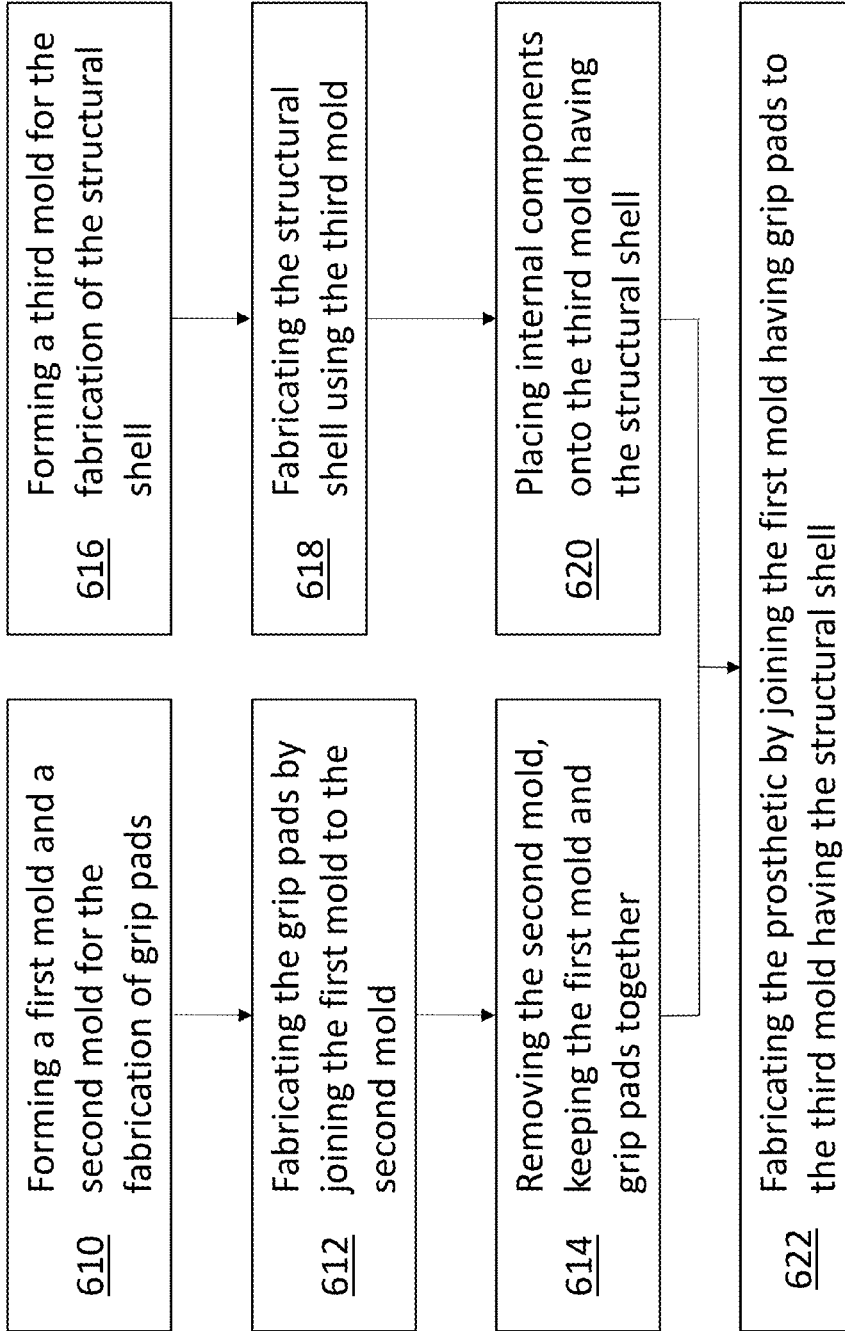 610
Forming a first mold and a
second mold for the
fabrication of grip pads
612
Fabricating the grip pads by
joining the first mold to the
second mold
614
Removing the second mold,
keeping the first mold and
grip pads together
616
Forming a third mold for the
fabrication of the structural
shell
618
Fabricating the structural
shell using the third mold
620
Placing internal components
onto the third mold having
the structural shell
622
Fabricating the prosthetic by joining the first mold having grip pads to
the third mold having the structural shell